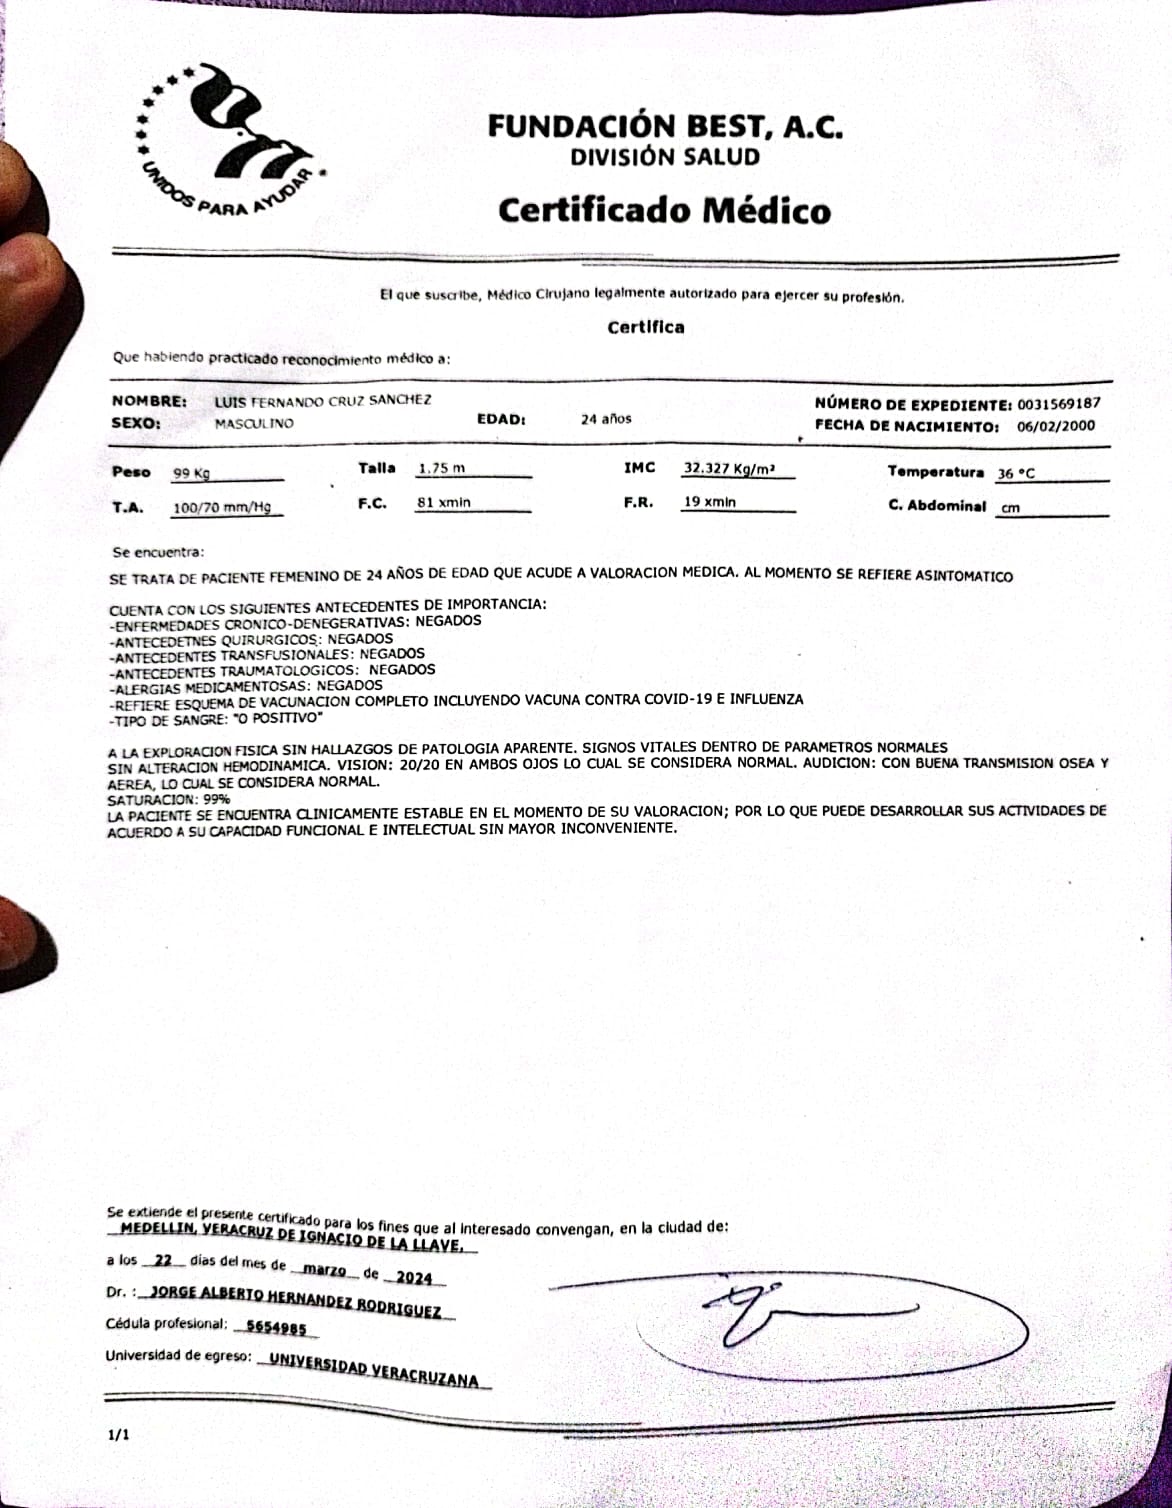 UNIDOS PARA AYUDAR
FUNDACIÓN BEST, A.C.
DIVISIÓN SALUD
Certificado Médico
El que suscribe, Médico Cirujano legalmente autorizado para ejercer su profesión.
Certifica
Que habiendo practicado reconocimiento médico a:
NOMBRE: LUIS FERNANDO CRUZ SANCHEZ NÚMERO DE EXPEDIENTE: 0031569187
SEXO: MASCULINO EDAD: 24 años FECHA DE NACIMIENTO: 06/02/2000
Peso 99 Kg Talla 1.75 m IMC 32.327 Kg/m² Temperatura 36 °C
T.A. 100/70 mm/Hg F.C. 81 xmin F.R. 19 xmin C. Abdominal cm
Se encuentra:
SE TRATA DE PACIENTE FEMENINO DE 24 AÑOS DE EDAD QUE ACUDE A VALORACION MEDICA. AL MOMENTO SE REFIERE ASINTOMATICO
CUENTA CON LOS SIGUIENTES ANTECEDENTES DE IMPORTANCIA:
-ENFERMEDADES CRONICO-DENEGERATIVAS: NEGADOS
-ANTECEDETNES QUIRURGICOS: NEGADOS
-ANTECEDENTES TRANSFUSIONALES: NEGADOS
-ANTECEDENTES TRAUMATOLOGICOS: NEGADOS
-ALERGIAS MEDICAMENTOSAS: NEGADOS
-REFIERE ESQUEMA DE VACUNACION COMPLETO INCLUYENDO VACUNA CONTRA COVID-19 E INFLUENZA
-TIPO DE SANGRE: "O POSITIVO"
A LA EXPLORACION FISICA SIN HALLAZGOS DE PATOLOGIA APARENTE. SIGNOS VITALES DENTRO DE PARAMETROS NORMALES
SIN ALTERACION HEMODINAMICA. VISION: 20/20 EN AMBOS OJOS LO CUAL SE CONSIDERA NORMAL. AUDICION: CON BUENA TRANSMISION OSEA Y
AEREA, LO CUAL SE CONSIDERA NORMAL.
SATURACION: 99%
LA PACIENTE SE ENCUENTRA CLINICAMENTE ESTABLE EN EL MOMENTO DE SU VALORACION; POR LO QUE PUEDE DESARROLLAR SUS ACTIVIDADES DE
ACUERDO A SU CAPACIDAD FUNCIONAL E INTELECTUAL SIN MAYOR INCONVENIENTE.
Se extiende el presente certificado para los fines que al interesado convengan, en la ciudad de:
MEDELLIN, VERACRUZ DE IGNACIO DE LA LLAVE,
a los 22 días del mes de marzo de 2024
Dr. : JORGE ALBERTO HERNANDEZ RODRIGUEZ
Cédula profesional: 5654985
Universidad de egreso: UNIVERSIDAD VERACRUZANA
1/1